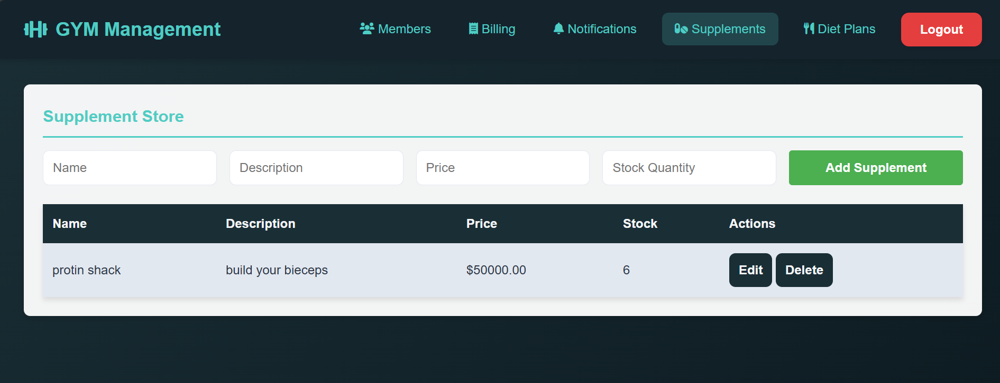 GYM Management Members Billing Notifications Supplements Diet Plans Logout
Supplement Store
Name Description Price Stock Quantity Add Supplement
Name Description Price Stock Actions
protin shack build your bieceps $50000.00 6 Edit Delete